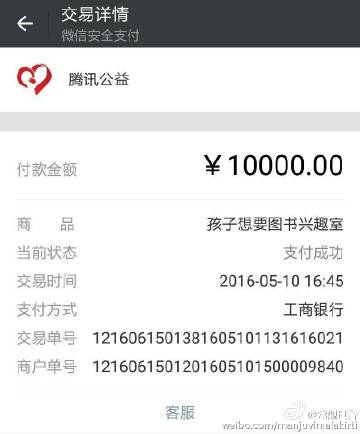 交易详情
微信安全支付
腾讯公益
付款金额 ￥10000.00
商 品 孩子想要图书兴趣室
当前状态 支付成功
交易时间 2016-05-10 16:45
支付方式 工商银行
交易单号 1216061501381605101131616021
商户单号 1216061501201605101500009840
客服
weibo.com/manjuvimalakirti